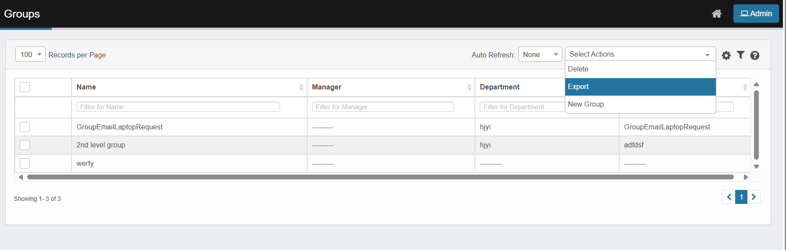 Groups
Admin
100 Records per Page Auto Refresh: None Select Actions
Delete
Export
New Group
Name Manager Department
Filter for Name Filter for Manager Filter for Department
GroupEmailLaptopRequest --------- hjyi GroupEmailLaptopRequest
2nd level group --------- hjyi adfdsf
werty --------- --------- ---------
Showing 1- 3 of 3
1